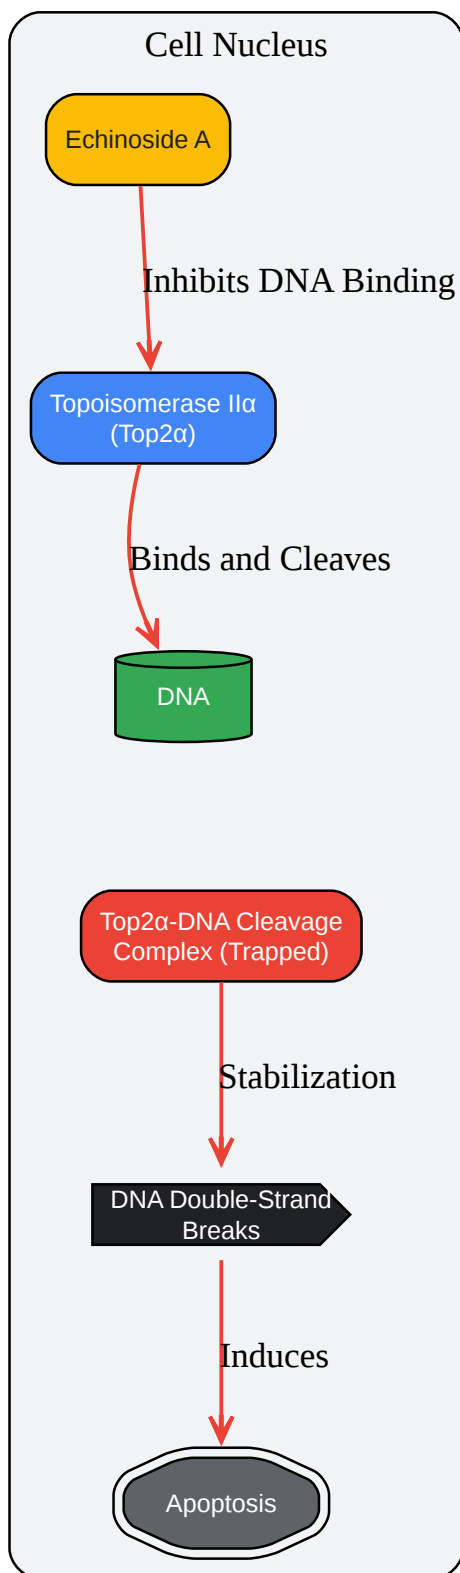 Cell Nucleus
Echinoside A
Inhibits DNA Binding
Topoisomerase IIα
(Top2α)
Binds and Cleaves
DNA
Top2α-DNA Cleavage
Complex (Trapped)
Stabilization
DNA Double-Strand
Breaks
Induces
Apoptosis